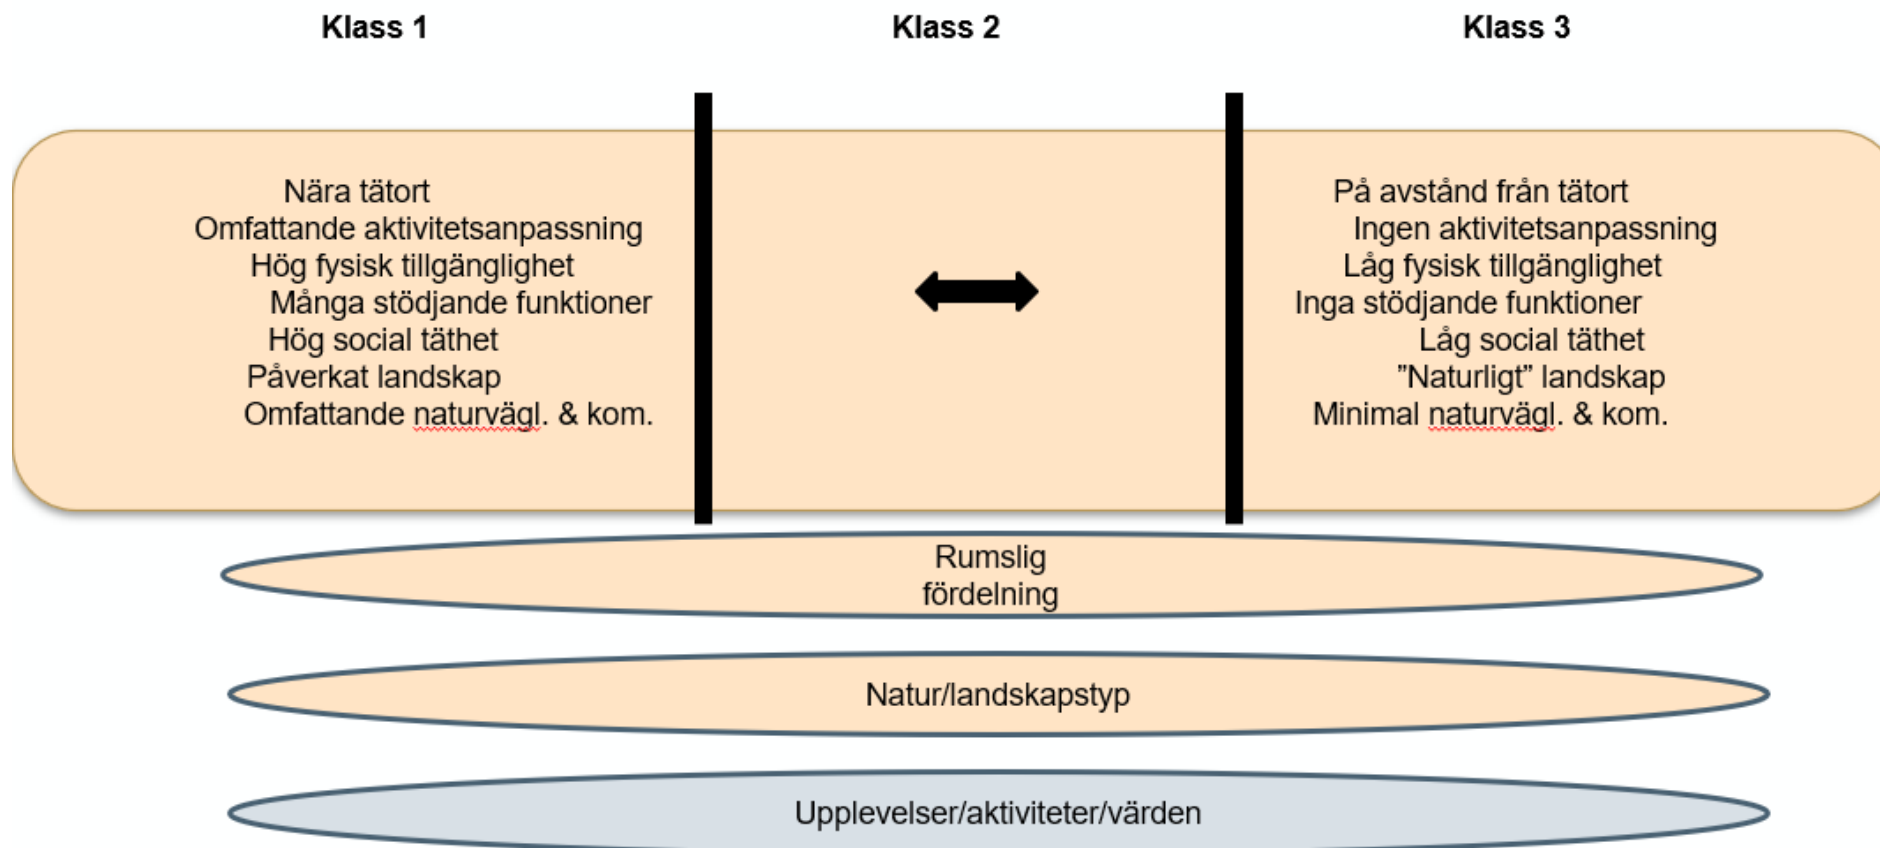 Klass 1
Klass 2
Klass 3
Nära tätort
Omfattande aktivitetsanpassning
Hög fysisk tillgänglighet
Många stödjande funktioner
Hög social täthet
Påverkat landskap
Omfattande naturvägl. & kom.
På avstånd från tätort
Ingen aktivitetsanpassning
Låg fysisk tillgänglighet
Inga stödjande funktioner
Låg social täthet
”Naturligt” landskap
Minimal naturvägl. & kom.
Rumslig
fördelning
Natur/landskapstyp
Upplevelser/aktiviteter/värden